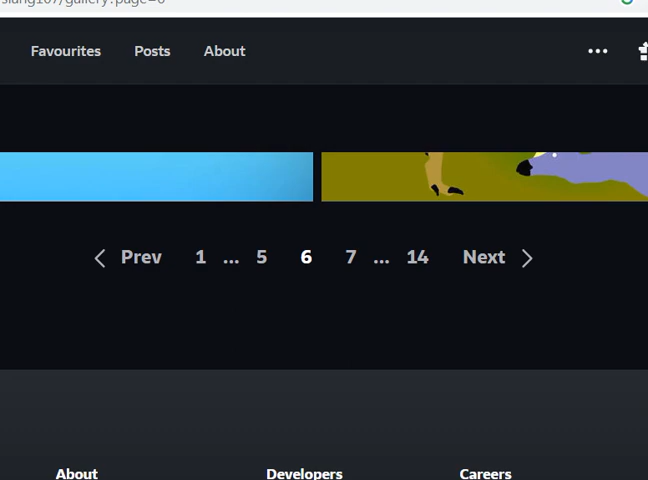 Favourites Posts About
Prev 1 ... 5 6 7 ... 14 Next
About Developers Careers